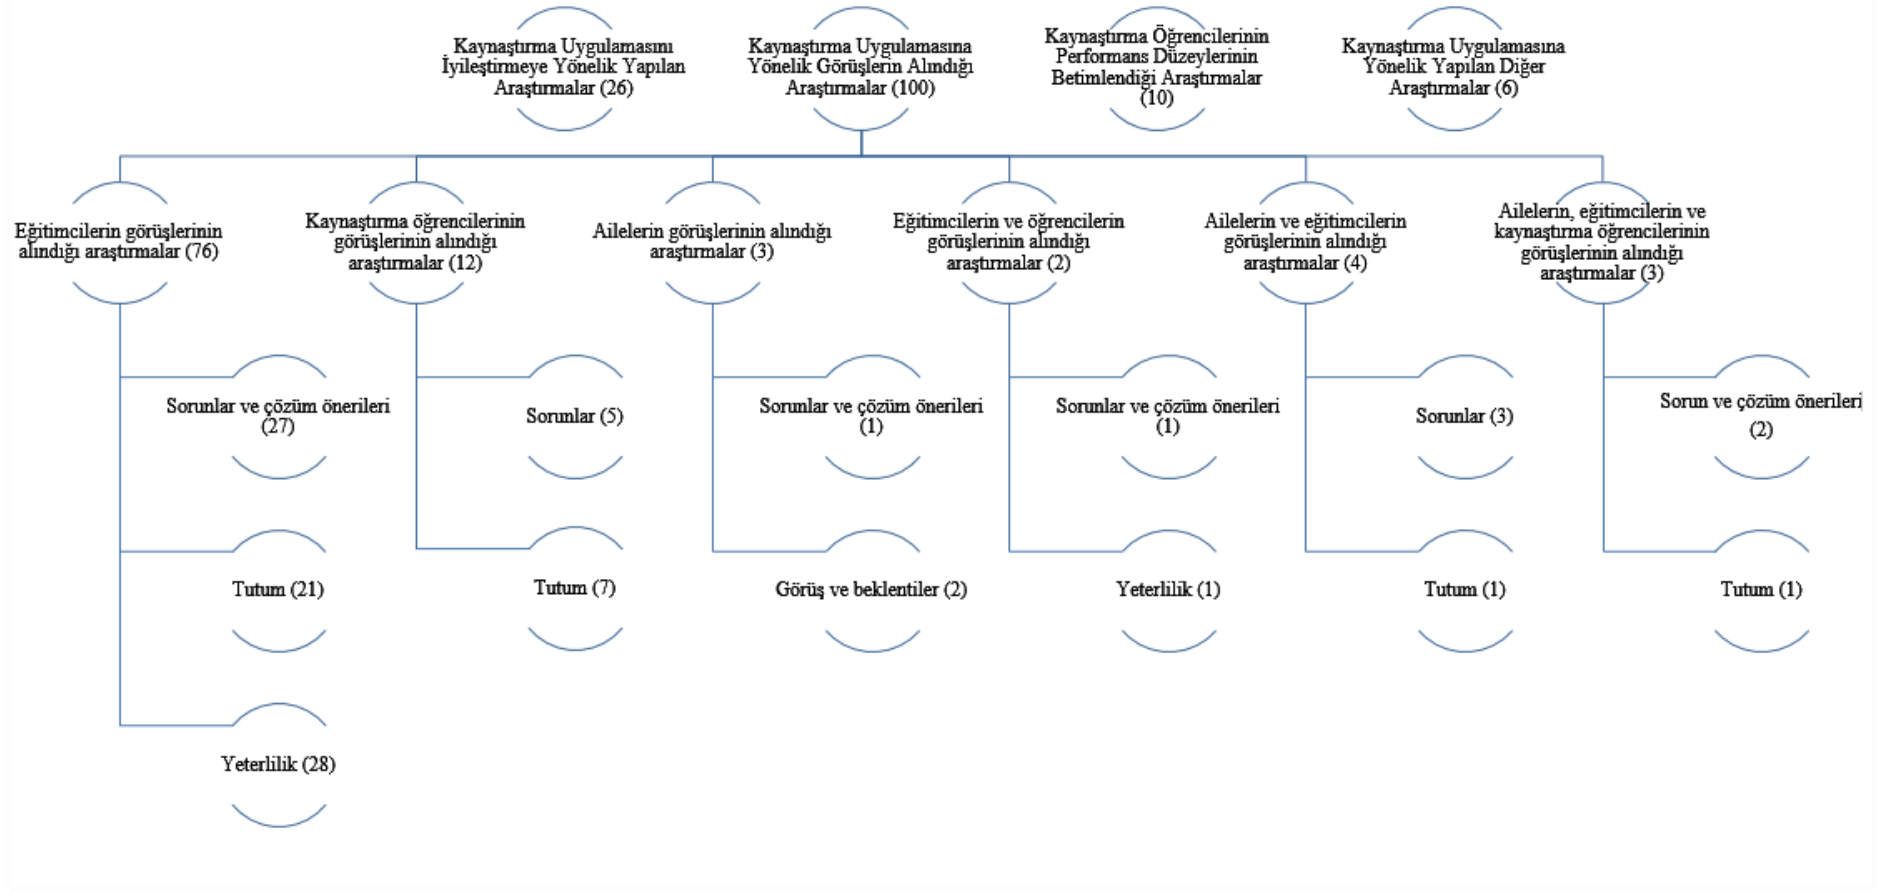 Kaynaştırma Uygulamasını
İyileştirmeye Yönelik Yapılan
Araştırmalar (26)
Kaynaştırma Uygulamasına
Yönelik Görüşlerin Alındığı
Araştırmalar (100)
Kaynaştırma Öğrencilerinin
Performans Düzeylerinin
Betimlendiği Araştırmalar
(10)
Kaynaştırma Uygulamasına
Yönelik Yapılan Diğer
Araştırmalar (6)
Eğitimcilerin görüşlerinin
alındığı araştırmalar (76)
Kaynaştırma öğrencilerinin
görüşlerinin alındığı
araştırmalar (12)
Ailelerin görüşlerinin alındığı
araştırmalar (3)
Eğitimcilerin ve öğrencilerin
görüşlerinin alındığı
araştırmalar (2)
Ailelerin ve eğitimcilerin
görüşlerinin alındığı
araştırmalar (4)
Ailelerin, eğitimcilerin ve
kaynaştırma öğrencilerinin
görüşlerinin alındığı
araştırmalar (3)
Sorunlar ve çözüm önerileri
(27)
Sorunlar (5)
Sorunlar ve çözüm önerileri
(1)
Sorunlar ve çözüm önerileri
(1)
Sorunlar (3)
Sorun ve çözüm önerileri
(2)
Tutum (21)
Tutum (7)
Görüş ve beklentiler (2)
Yeterlilik (1)
Tutum (1)
Tutum (1)
Yeterlilik (28)